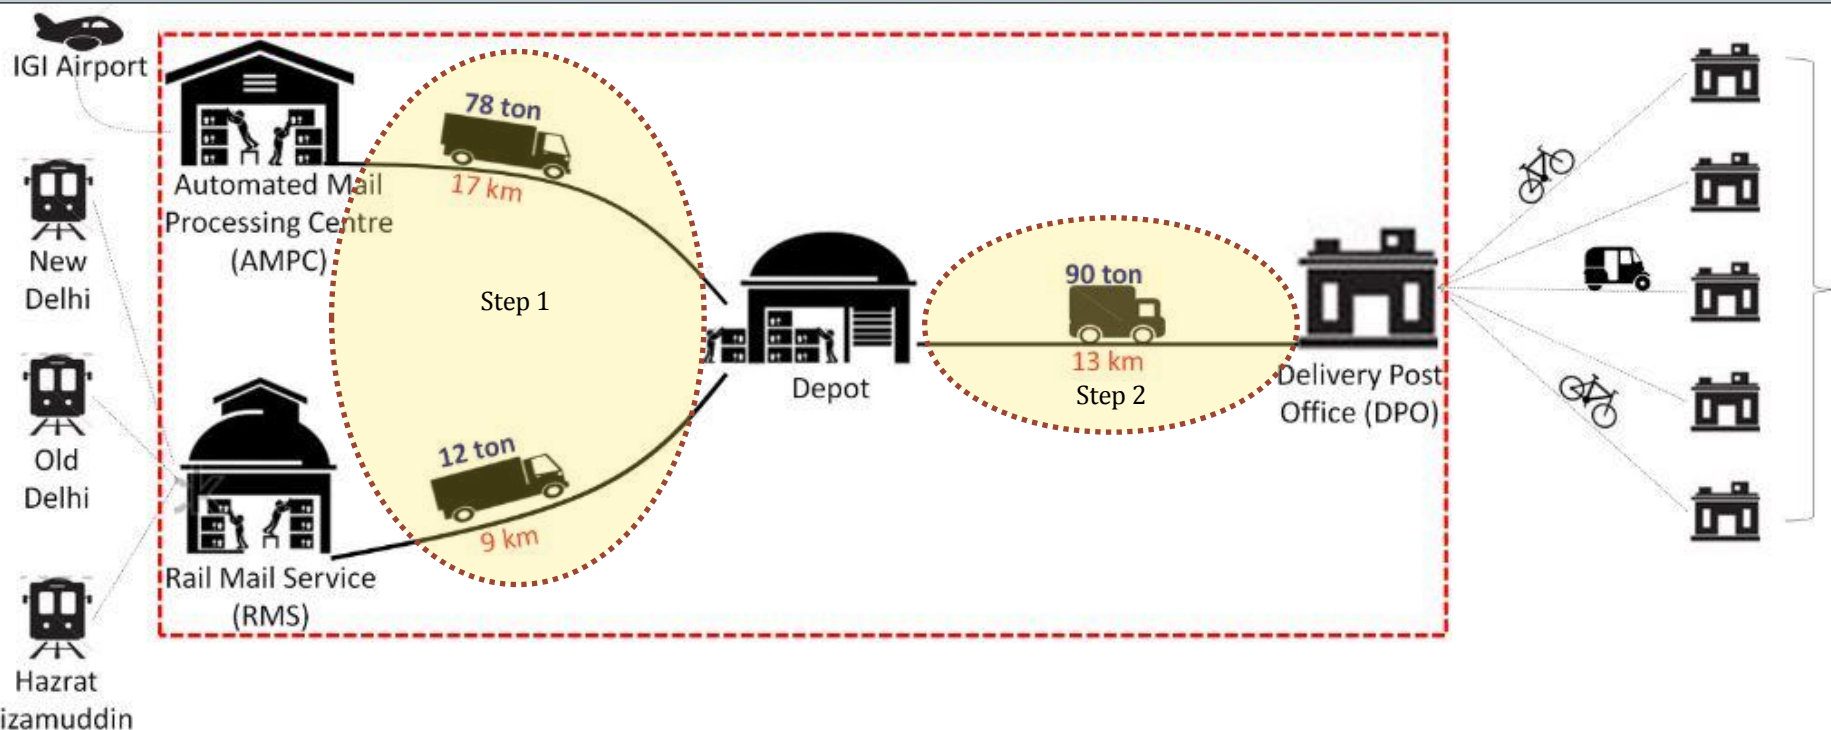 IGI Airport
New
Delhi
Old
Delhi
Hazrat
izamuddin
Automated Mail
Processing Centre
(AMPC)
Rail Mail Service
(RMS)
78 ton
17 km
Step 1
12 ton
9 km
Depot
90 ton
13 km
Step 2
Delivery Post
Office (DPO)